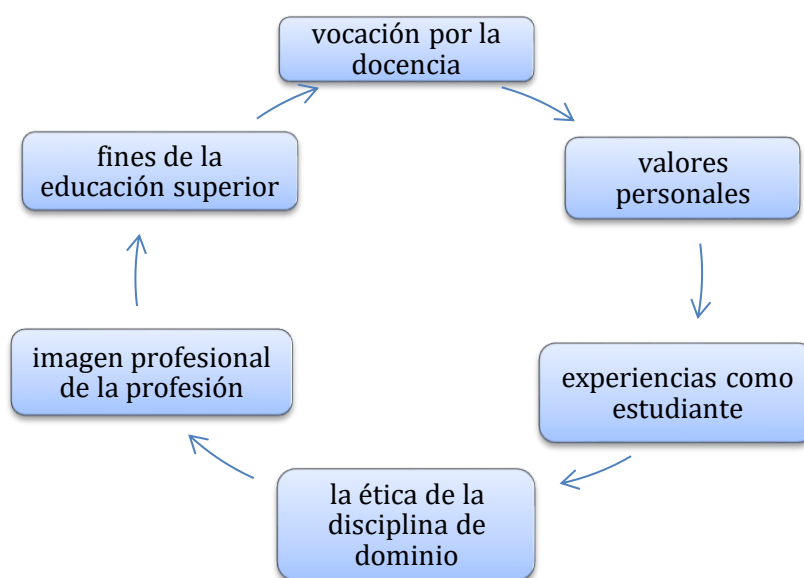 vocación por la
docencia
valores
personales
experiencias como
estudiante
la ética de la
disciplina de
dominio
imagen profesional
de la profesión
fines de la
educación superior